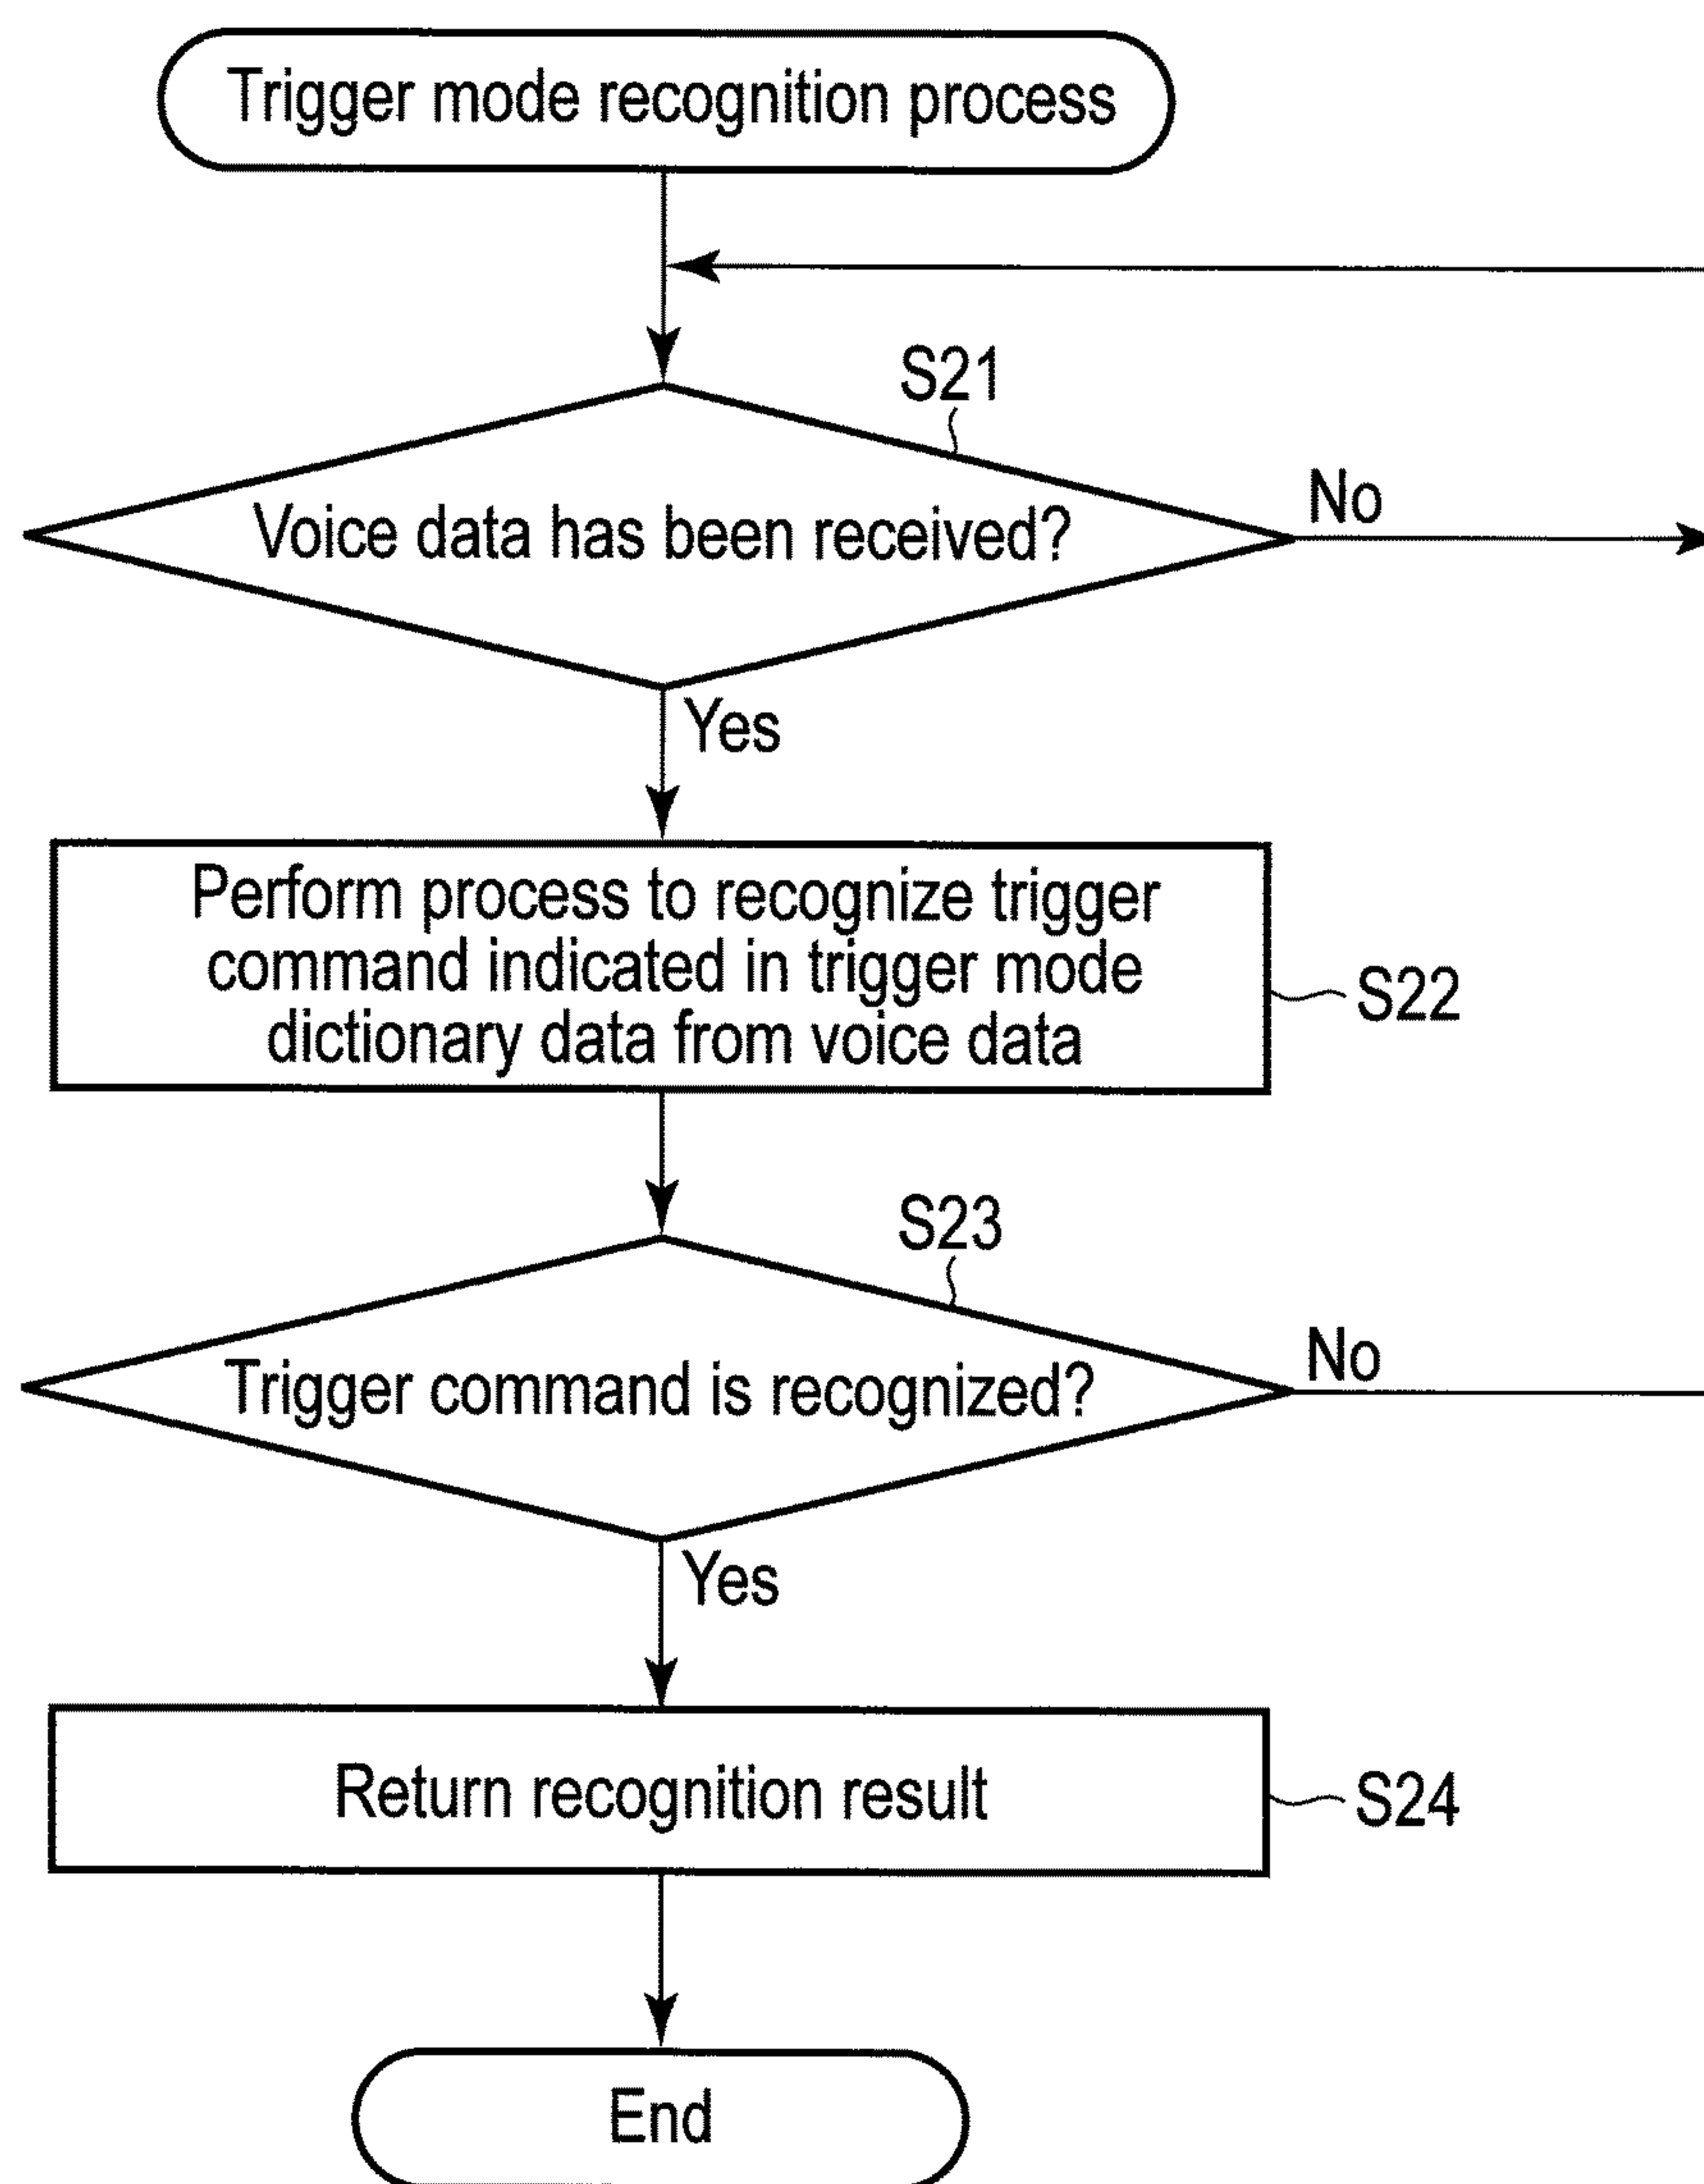 Trigger mode recognition process
S21
Voice data has been received?
No
Yes
Perform process to recognize trigger
command indicated in trigger mode
dictionary data from voice data
S22
S23
Trigger command is recognized?
No
Yes
Return recognition result
S24
End